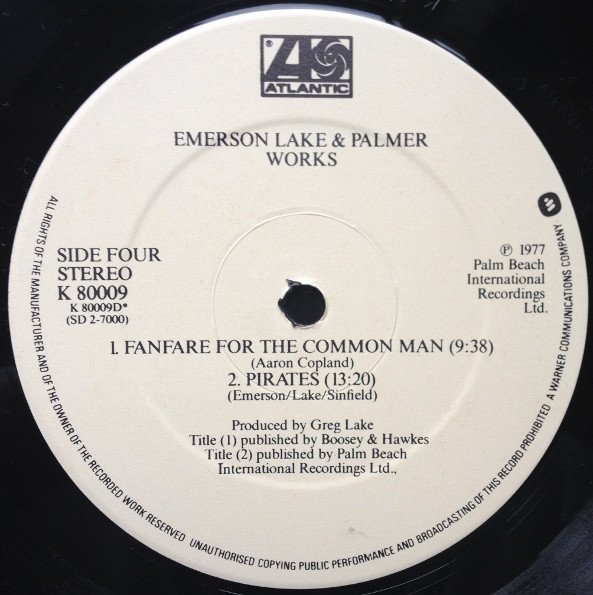 ATLANTIC
EMERSON LAKE & PALMER
WORKS
SIDE FOUR
STEREO
K 80009
K 80009D*
(SD 2-7000)
℗ 1977
Palm Beach
International
Recordings
Ltd.
1. FANFARE FOR THE COMMON MAN (9:38)
(Aaron Copland)
2. PIRATES (13:20)
(Emerson/Lake/Sinfield)
Produced by Greg Lake
Title (1) published by Boosey & Hawkes
Title (2) published by Palm Beach
International Recordings Ltd.,
ALL RIGHTS OF THE MANUFACTURER AND OF THE OWNER OF THE RECORDED WORK RESERVED UNAUTHORISED COPYING PUBLIC PERFORMANCE AND BROADCASTING OF THIS RECORD PROHIBITED A WARNER COMMUNICATIONS COMPANY